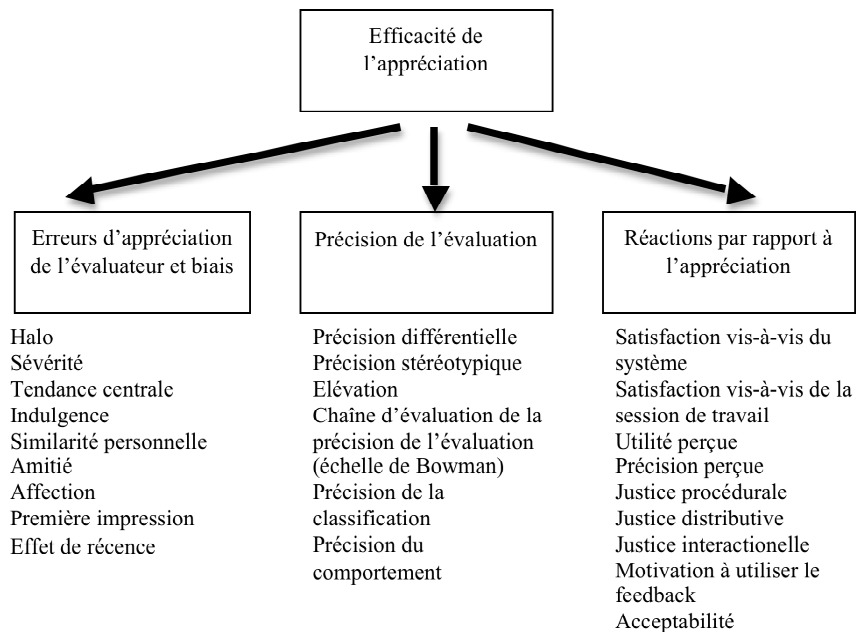 Efficacité de
l'appréciation
Erreurs d'appréciation
de l'évaluateur et biais
Précision de l'évaluation
Réactions par rapport à
l'appréciation
Halo
Sévérité
Tendance centrale
Indulgence
Similarité personnelle
Amitié
Affection
Première impression
Effet de récence
Précision différentielle
Précision stéréotypique
Elévation
Chaîne d'évaluation de la
précision de l'évaluation
(échelle de Bowman)
Précision de la
classification
Précision du
comportement
Satisfaction vis-à-vis du
système
Satisfaction vis-à-vis de la
session de travail
Utilité perçue
Précision perçue
Justice procédurale
Justice distributive
Justice interactionelle
Motivation à utiliser le
feedback
Acceptabilité